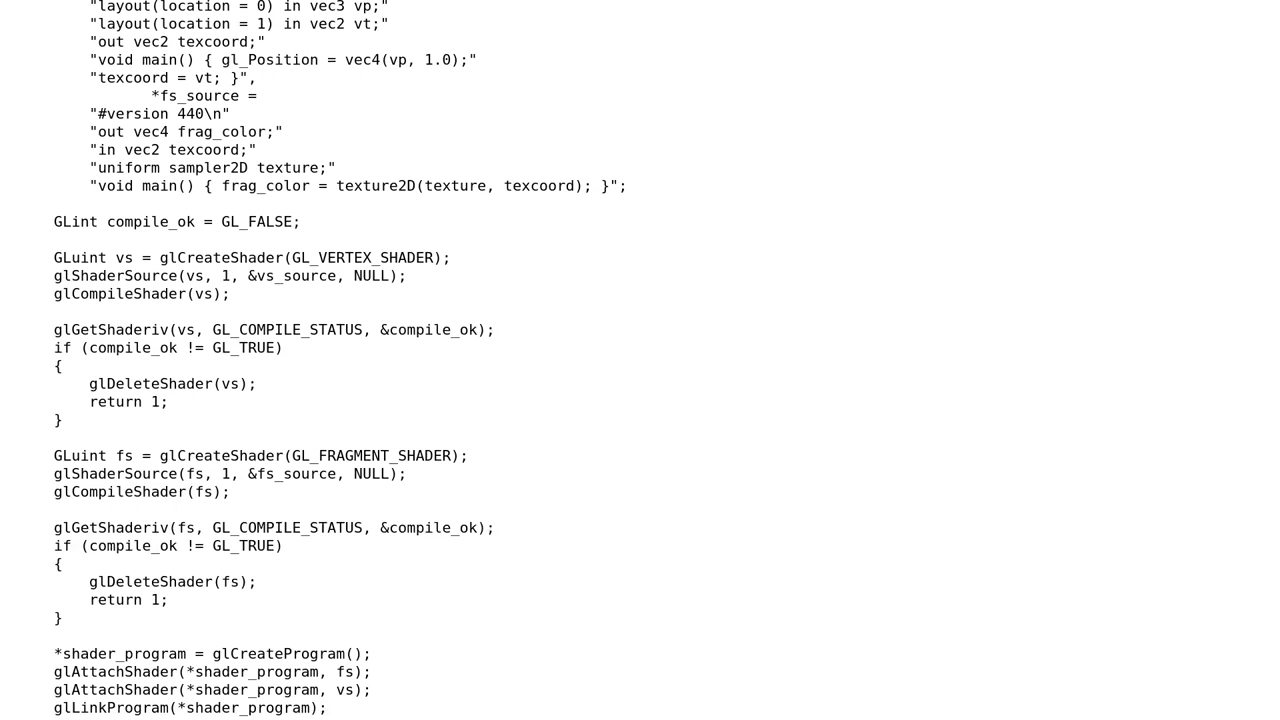 "layout(location = 0) in vec3 vp;"
"layout(location = 1) in vec2 vt;"
"out vec2 texcoord;"
"void main() { gl_Position = vec4(vp, 1.0);"
"texcoord = vt; }",
*fs_source =
"#version 440\n"
"out vec4 frag_color;"
"in vec2 texcoord;"
"uniform sampler2D texture;"
"void main() { frag_color = texture2D(texture, texcoord); }";
GLint compile_ok = GL_FALSE;
GLuint vs = glCreateShader(GL_VERTEX_SHADER);
glShaderSource(vs, 1, &vs_source, NULL);
glCompileShader(vs);
glGetShaderiv(vs, GL_COMPILE_STATUS, &compile_ok);
if (compile_ok != GL_TRUE)
{
glDeleteShader(vs);
return 1;
}
GLuint fs = glCreateShader(GL_FRAGMENT_SHADER);
glShaderSource(fs, 1, &fs_source, NULL);
glCompileShader(fs);
glGetShaderiv(fs, GL_COMPILE_STATUS, &compile_ok);
if (compile_ok != GL_TRUE)
{
glDeleteShader(fs);
return 1;
}
*shader_program = glCreateProgram();
glAttachShader(*shader_program, fs);
glAttachShader(*shader_program, vs);
glLinkProgram(*shader_program);